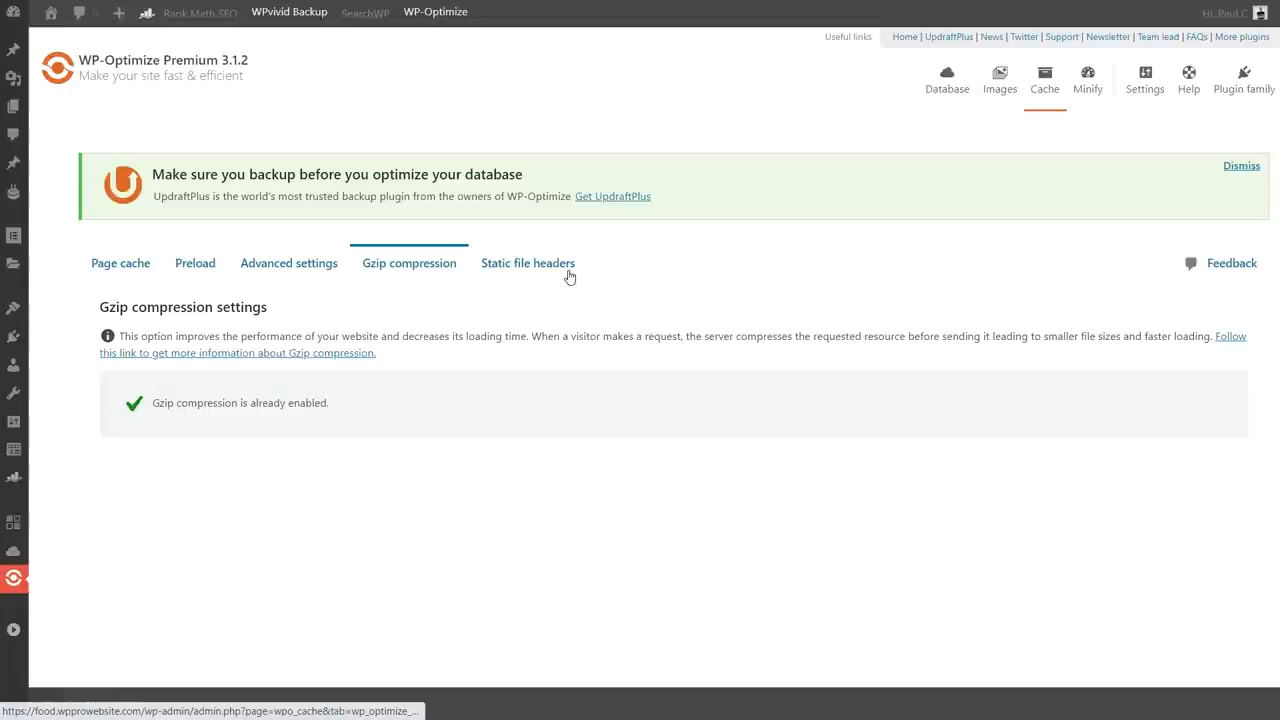 0 Rank Math SEO WPvivid Backup SearchWP WP-Optimize Hi, Paul C
Useful links Home | UpdraftPlus | News | Twitter | Support | Newsletter | Team lead | FAQs | More plugins
WP-Optimize Premium 3.1.2
Make your site fast & efficient
Database Images Cache Minify Settings Help Plugin family
Make sure you backup before you optimize your database
Dismiss
UpdraftPlus is the world's most trusted backup plugin from the owners of WP-Optimize Get UpdraftPlus
Page cache Preload Advanced settings Gzip compression Static file headers Feedback
Gzip compression settings
This option improves the performance of your website and decreases its loading time. When a visitor makes a request, the server compresses the requested resource before sending it leading to smaller file sizes and faster loading. Follow
this link to get more information about Gzip compression.
Gzip compression is already enabled.
https://food.wpprowebsite.com/wp-admin/admin.php?page=wpo_cache&tab=wp_optimize_...